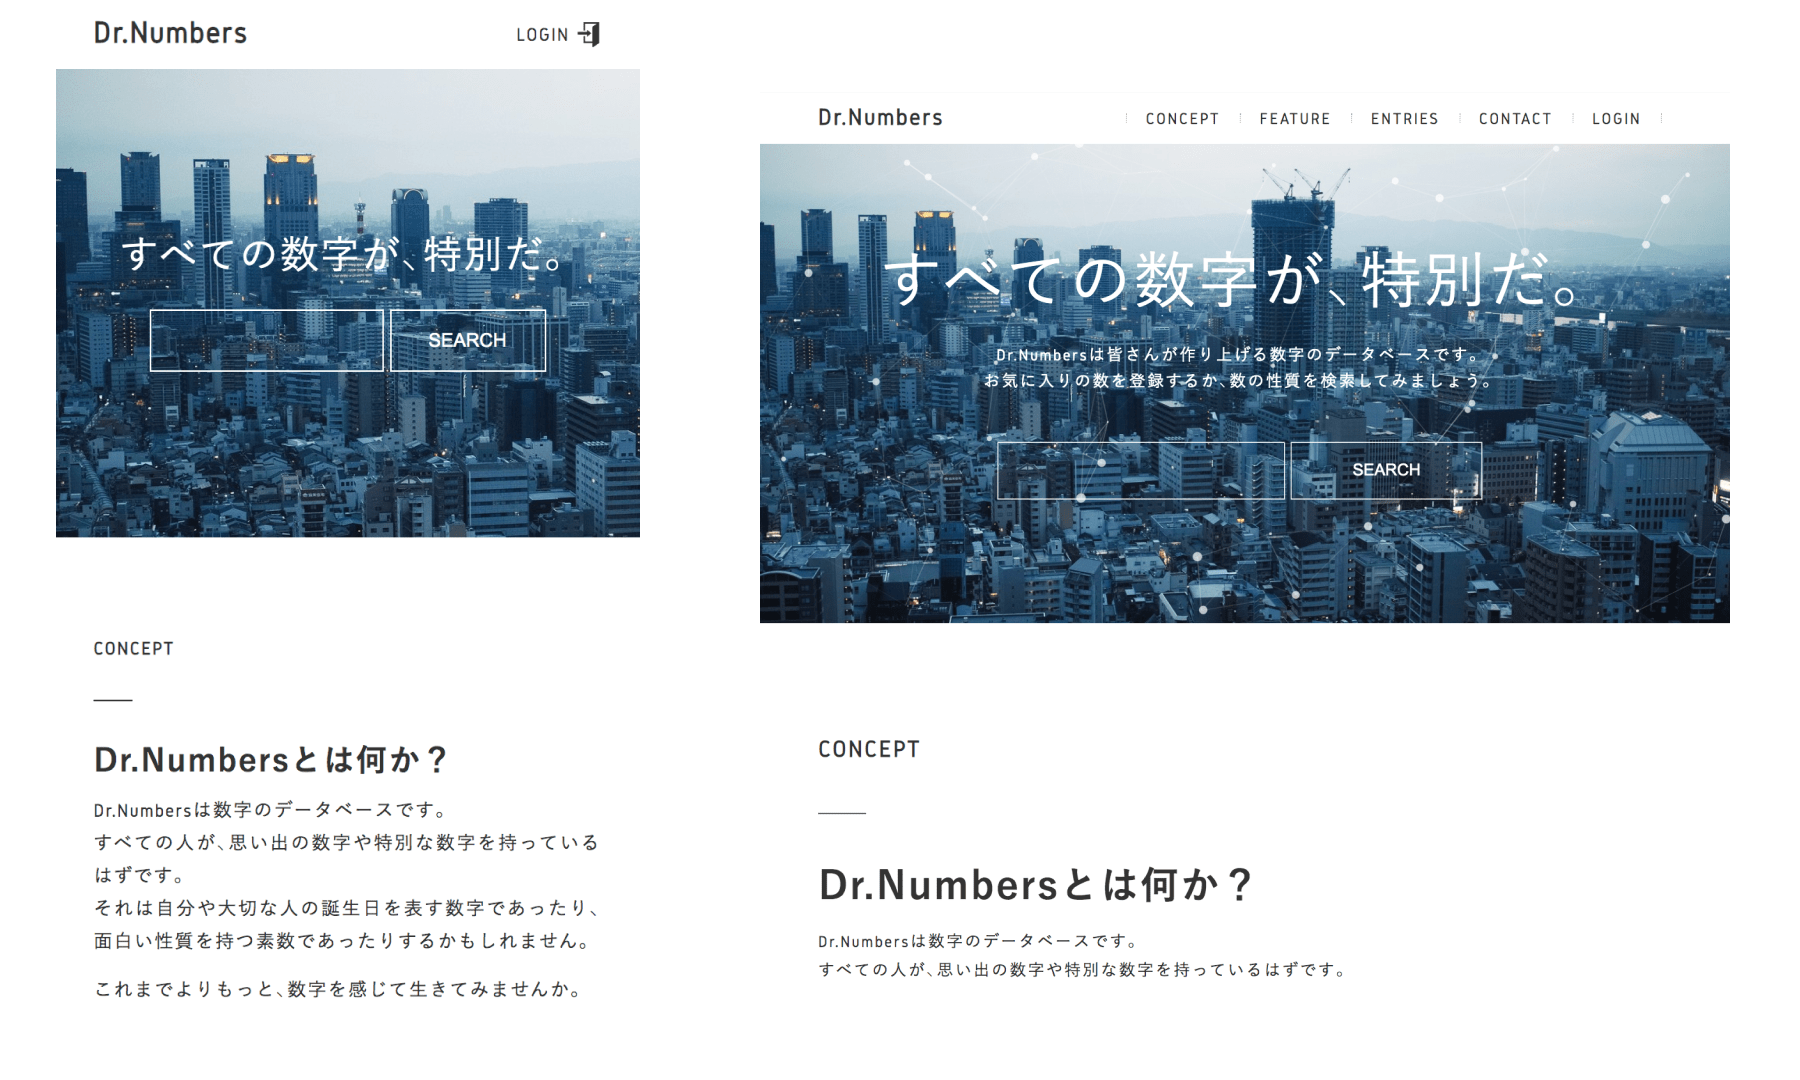 Dr.Numbers
LOGIN
すべての数字が、特別だ。
SEARCH
CONCEPT
Dr.Numbersとは何か？
Dr.Numbersは数字のデータベースです。
すべての人が、思い出の数字や特別な数字を持っている
はずです。
それは自分や大切な人の誕生日を表す数字であったり、
面白い性質を持つ素数であったりするかもしれません。
これまでよりもっと、数字を感じて生きてみませんか。
Dr.Numbers
CONCEPT FEATURE ENTRIES CONTACT LOGIN
すべての数字が、特別だ。
Dr.Numbersは皆さんが作り上げる数字のデータベースです。
お気に入りの数を登録するか、数の性質を検索してみましょう。
SEARCH
CONCEPT
Dr.Numbersとは何か？
Dr.Numbersは数字のデータベースです。
すべての人が、思い出の数字や特別な数字を持っているはずです。